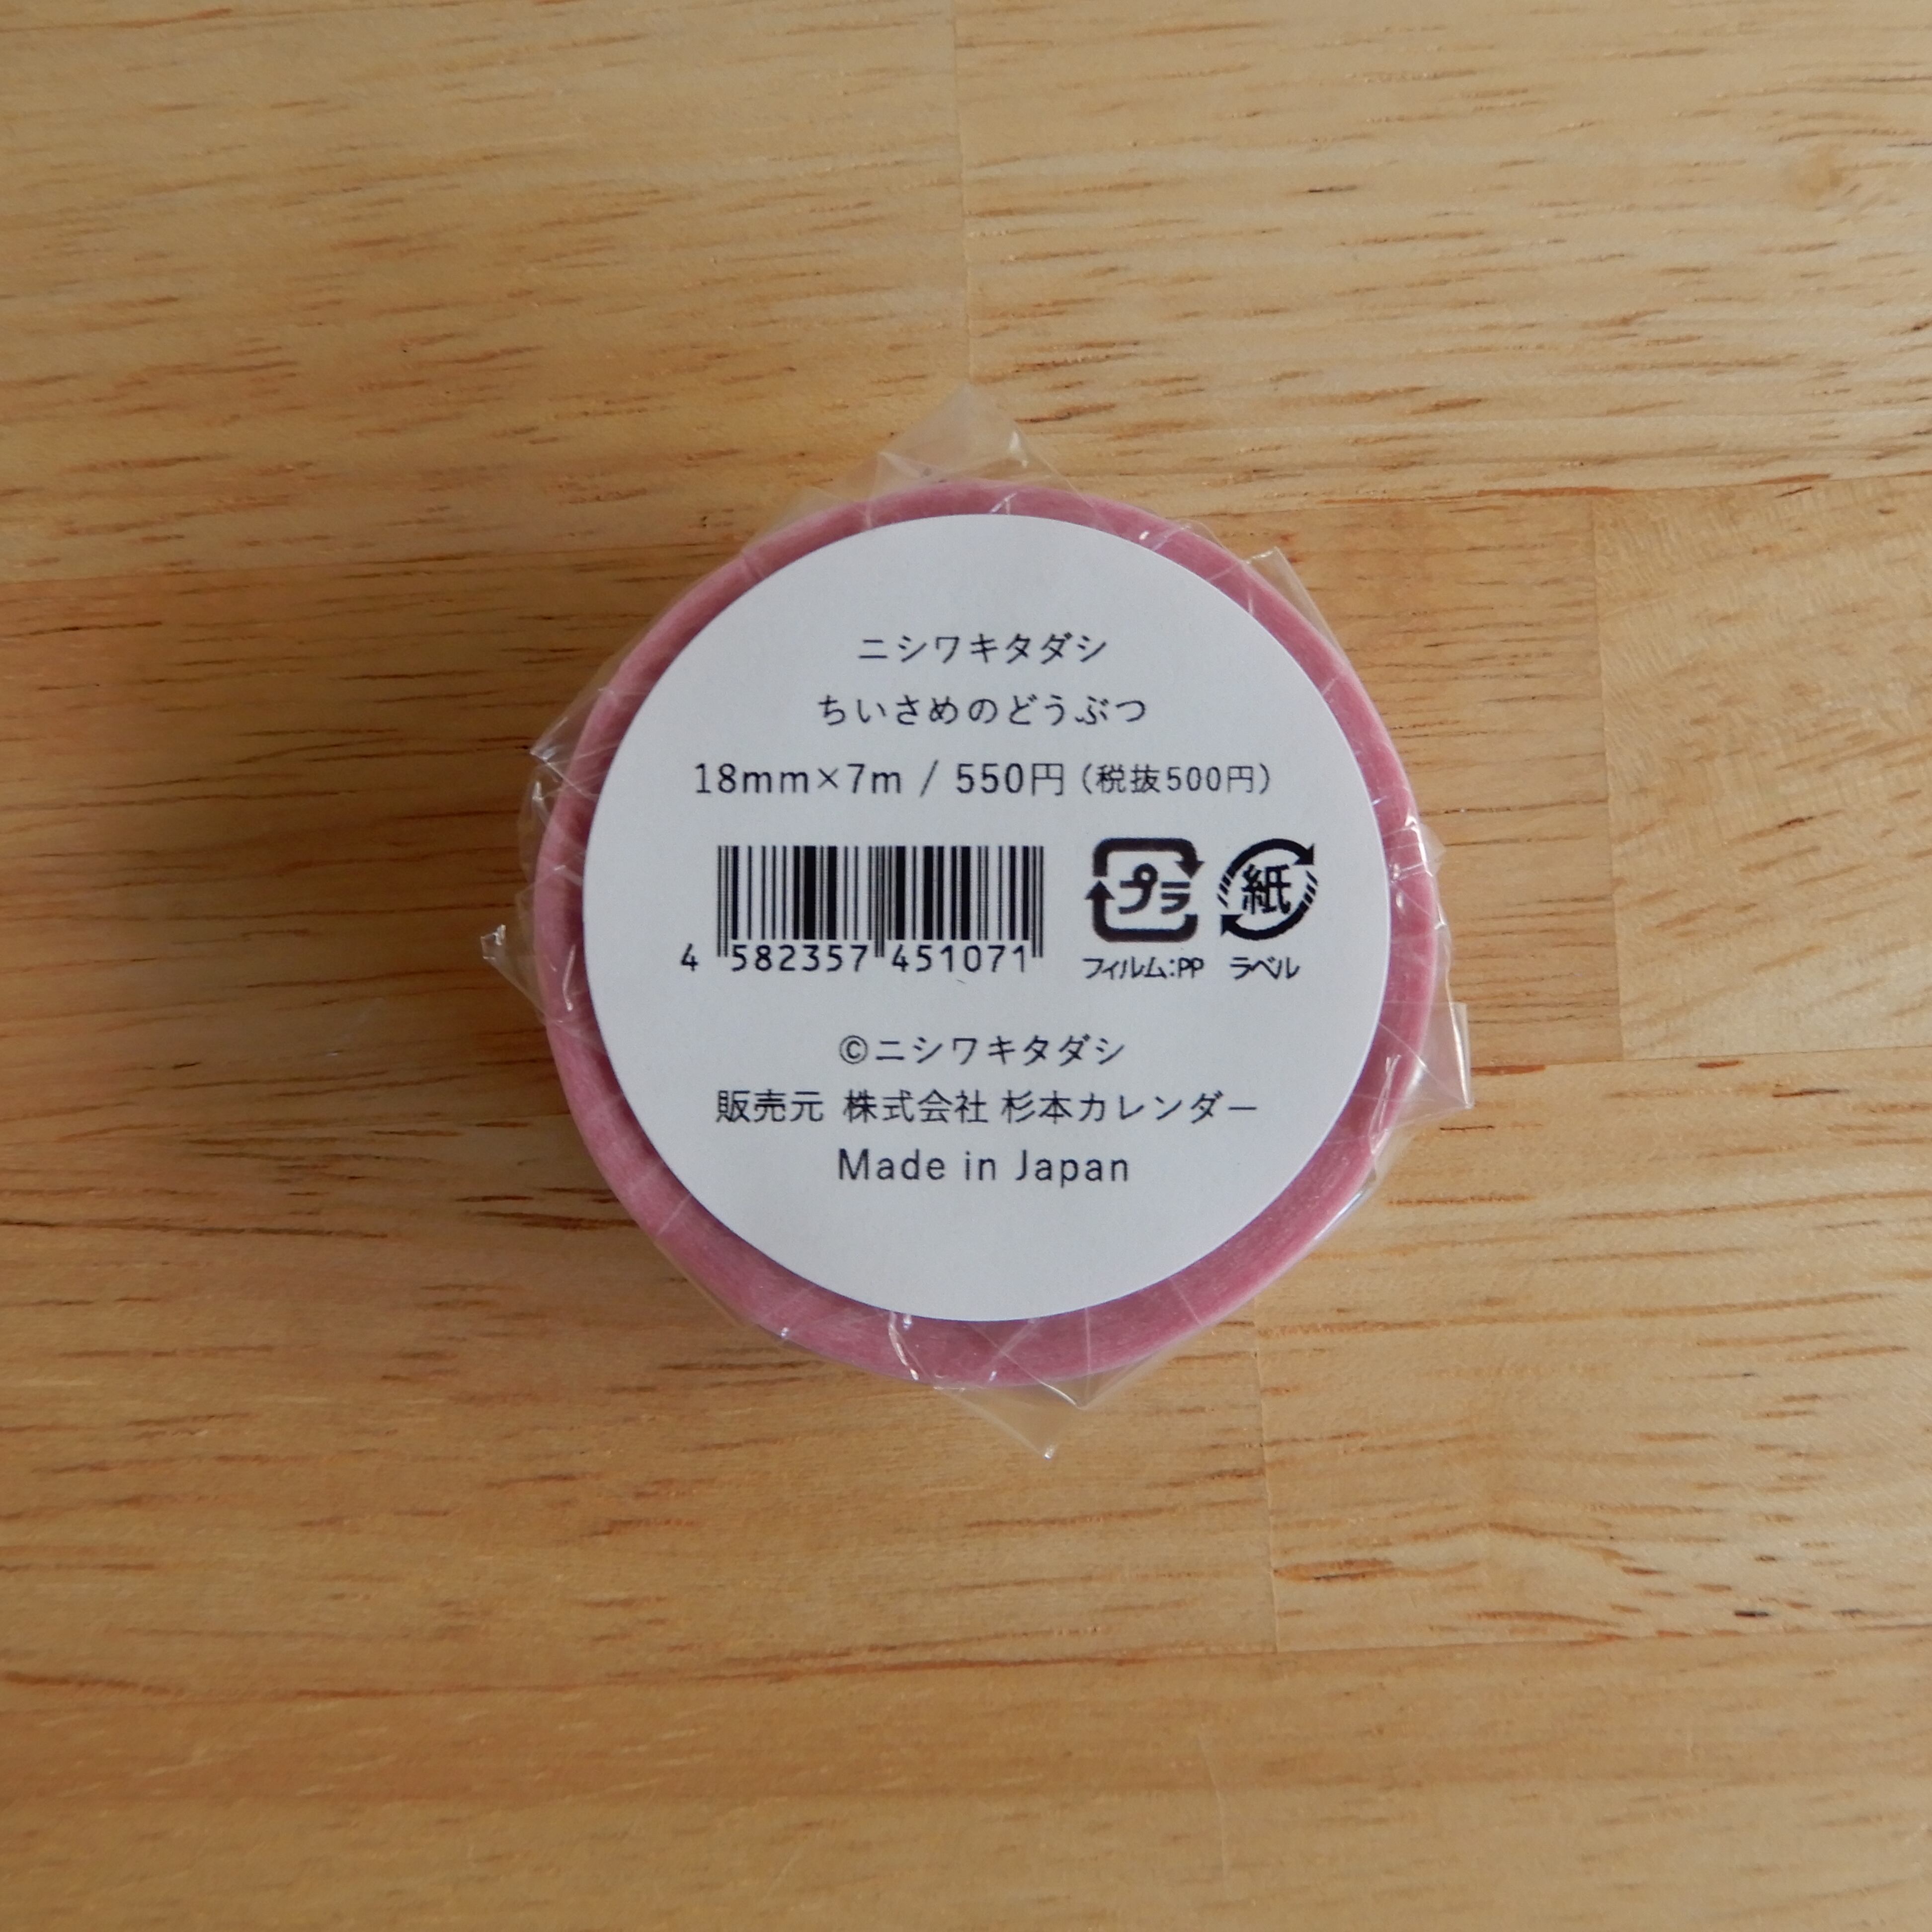 ニシワキタダシ
ちいさめのどうぶつ
18mm×7m / 550円（税抜500円）
4 582357 451071
プラ 紙
フィルム:PP ラベル
©ニシワキタダシ
販売元 株式会社 杉本カレンダー
Made in Japan